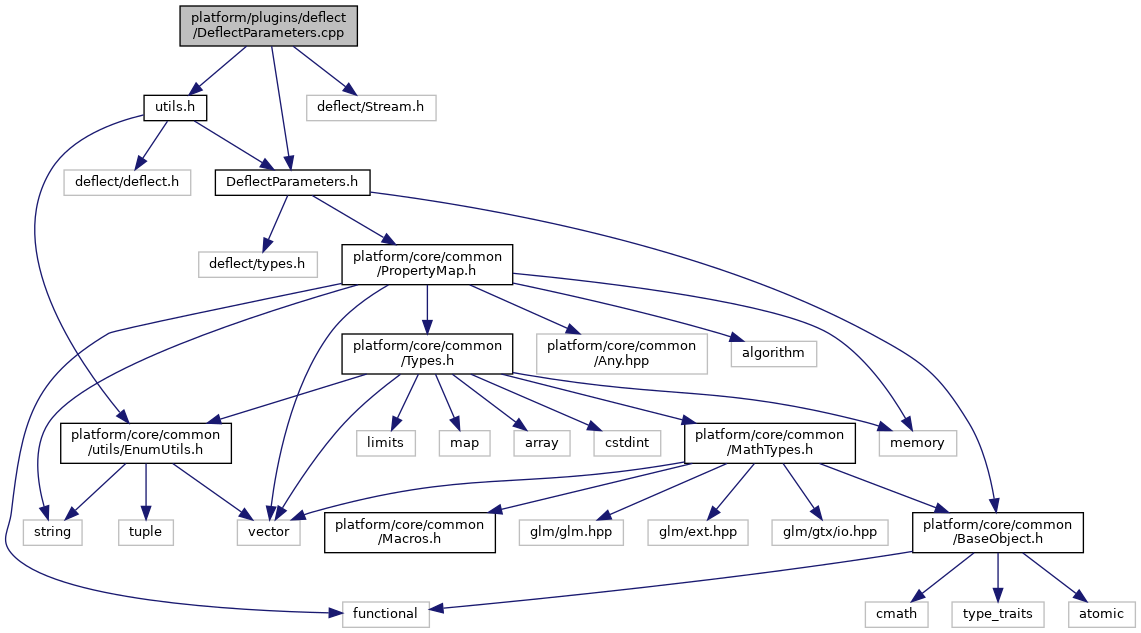 platform/plugins/deflect
/DeflectParameters.cpp
utils.h
deflect/Stream.h
deflect/deflect.h
DeflectParameters.h
deflect/types.h
platform/core/common
/PropertyMap.h
platform/core/common
/Types.h
platform/core/common
/Any.hpp
algorithm
platform/core/common
/utils/EnumUtils.h
limits
map
array
cstdint
platform/core/common
/MathTypes.h
memory
string
tuple
vector
platform/core/common
/Macros.h
glm/glm.hpp
glm/ext.hpp
glm/gtx/io.hpp
platform/core/common
/BaseObject.h
functional
cmath
type_traits
atomic